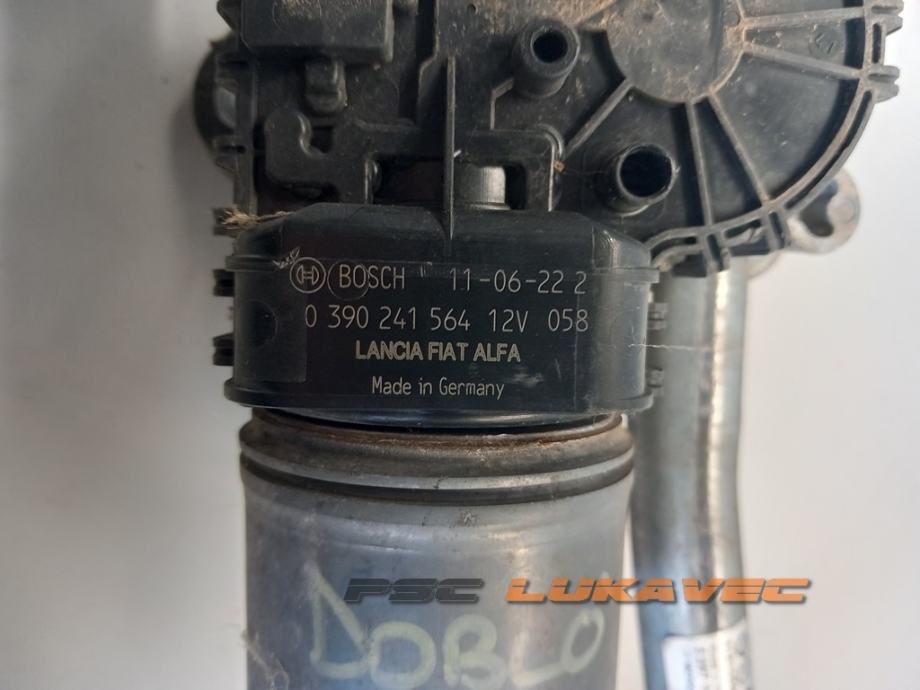 BOSCH 11-06-22 2
0 390 241 564 12V 058
LANCIA FIAT ALFA
Made in Germany
PSC LUKAVEC
DOBLO